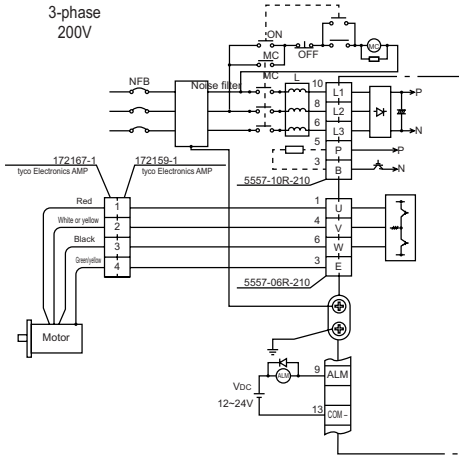 3-phase
200V
ON
MC
OFF
MC
NFB
Noise filter
MC
L
10
L1
P
8
L2
6
L3
N
5
P
P
3
B
N
172167-1
172159-1
tyco Electronics AMP
tyco Electronics AMP
5557-10R-210
Red
1
1
U
White or yellow
2
4
V
Black
3
6
W
Green/yellow
4
3
E
5557-06R-210
Motor
ALM
9
ALM
VDC
12~24V
13
COM –